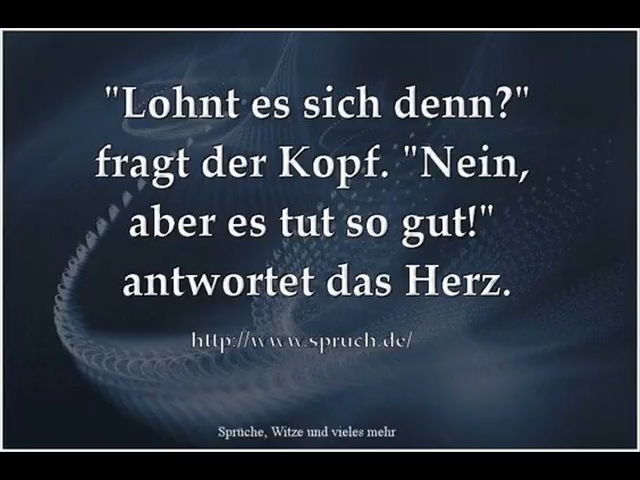 "Lohnt es sich denn?"
fragt der Kopf. "Nein,
aber es tut so gut!"
antwortet das Herz.
http://www.spruch.de/
Sprüche, Witze und vieles mehr